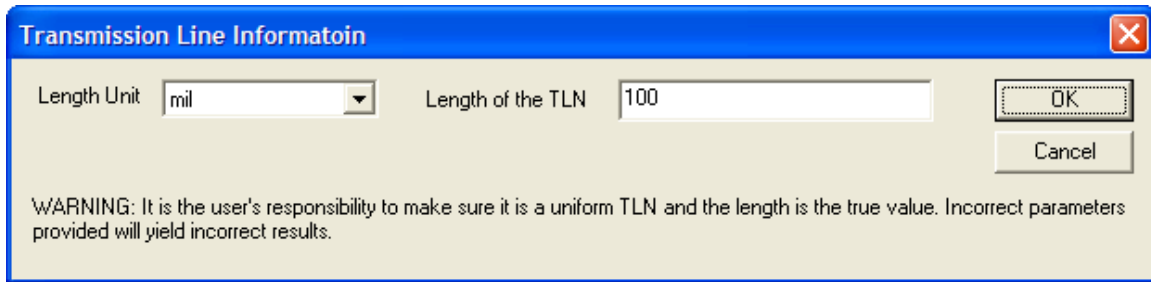 Transmission Line Informatoin
Length Unit mil Length of the TLN 100 OK
Cancel
WARNING: It is the user's responsibility to make sure it is a uniform TLN and the length is the true value. Incorrect parameters
provided will yield incorrect results.